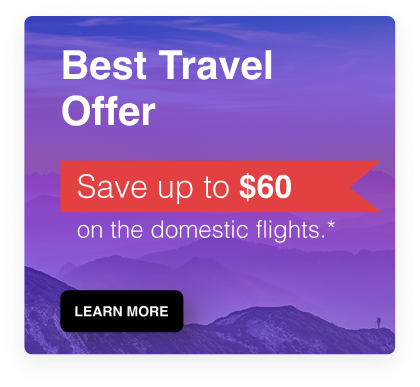 Best Travel
Offer
Save up to $60
on the domestic flights.*
LEARN MORE